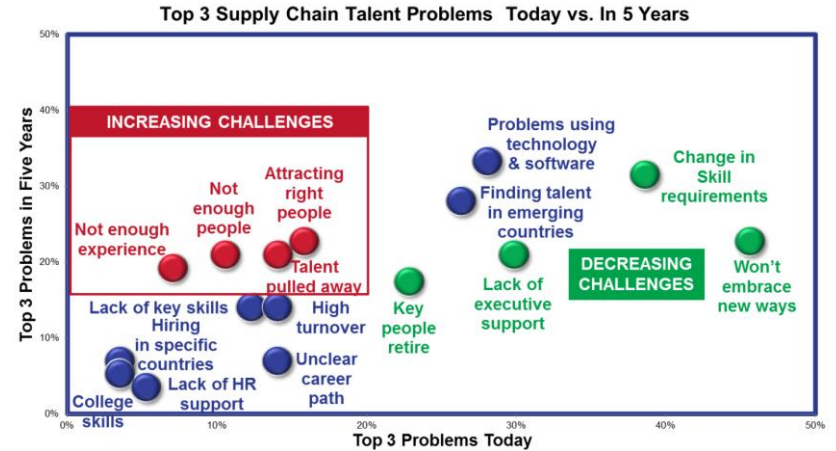 Top 3 Supply Chain Talent Problems Today vs. In 5 Years
Top 3 Problems in Five Years
50%
40%
30%
20%
10%
0%
INCREASING CHALLENGES
Not enough
experience
Not
enough
people
Attracting
right
people
Talent
pulled away
Problems using
technology
& software
Finding talent
in emerging
countries
Change in
Skill
requirements
DECREASING
CHALLENGES
Won't
embrace
new ways
Lack of
executive
support
Key
people
retire
Lack of key skills
High
turnover
Hiring
in specific
countries
Unclear
career
path
Lack of HR
support
College
skills
0%
10%
20%
30%
40%
50%
Top 3 Problems Today